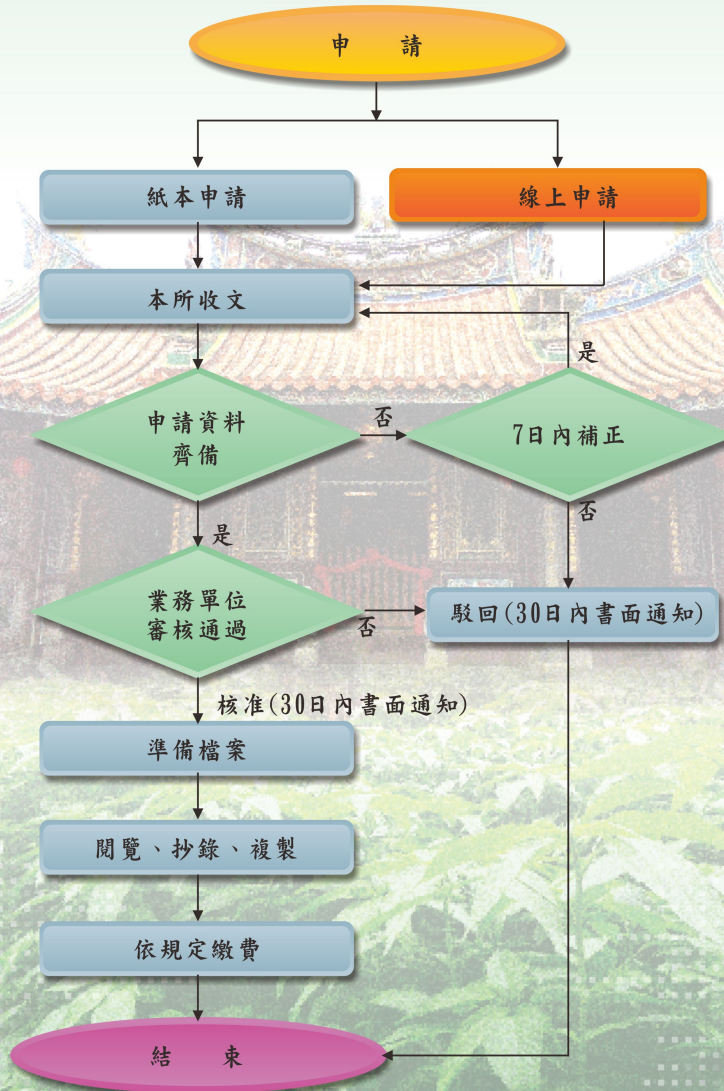 申 請
紙本申請
線上申請
本所收文
是
申請資料
齊備
否
7日內補正
是
否
業務單位
審核通過
否
駁回(30日內書面通知)
核准(30日內書面通知)
準備檔案
閱覽、抄錄、複製
依規定繳費
結 束